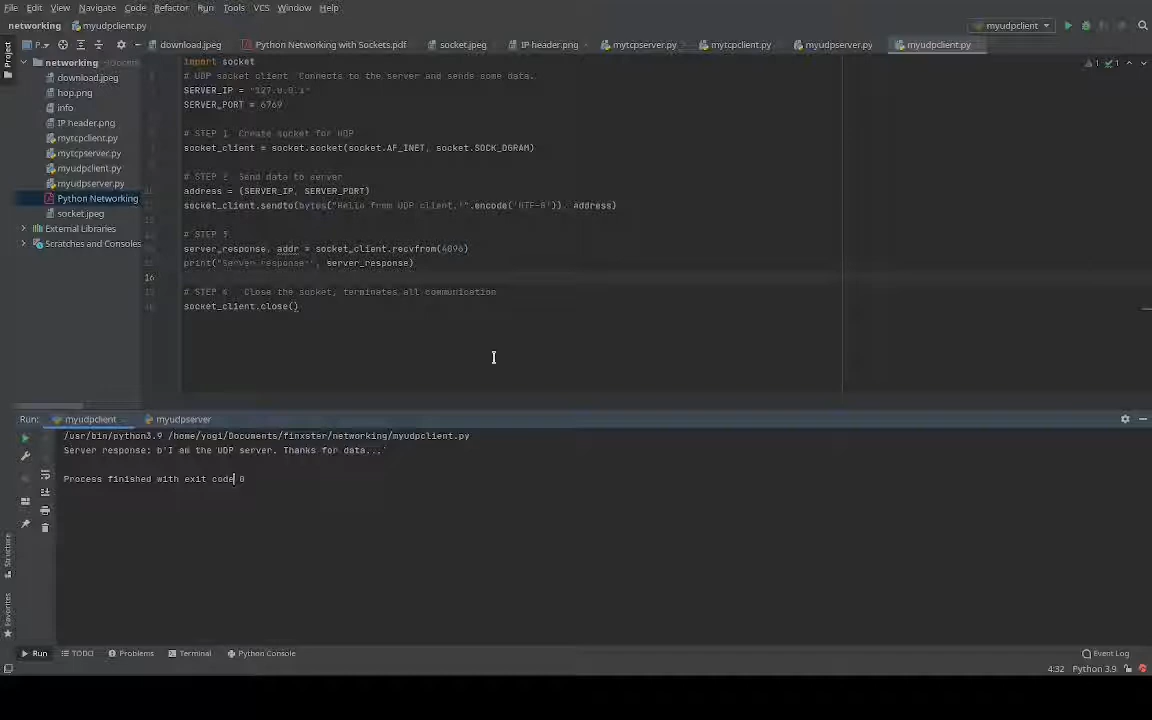 File Edit View Navigate Code Refactor Run Tools VCS Window Help
networking myudpclient.py myudpclient
Project P.. download.jpeg Python Networking with Sockets.pdf socket.jpeg IP header.png mytcpserver.py mytcpclient.py myudpserver.py myudpclient.py
networking
download.jpeg
hop.png
info
IP header.png
mytcpclient.py
mytcpserver.py
myudpclient.py
myudpserver.py
Python Networking
socket.jpeg
External Libraries
Scratches and Consoles
import socket
# UDP socket client Connects to the server and sends some data.
SERVER_IP = "127.0.0.1"
SERVER_PORT = 6769
# STEP 1 Create socket for UDP
socket_client = socket.socket(socket.AF_INET, socket.SOCK_DGRAM)
# STEP 2 Send data to server
address = (SERVER_IP, SERVER_PORT)
socket_client.sendto(bytes("Hello from UDP client.!".encode('UTF-8')), address)
# STEP 3
server_response, addr = socket_client.recvfrom(4096)
print("Server response:", server_response)
16
# STEP 4 Close the socket, terminates all communication
socket_client.close()
1 1
Run: myudpclient myudpserver
/usr/bin/python3.9 /home/yogi/Documents/finxster/networking/myudpclient.py
Server response: b'I am the UDP server. Thanks for data...'
Process finished with exit code 0
Structure
Favorites
Run TODO Problems Terminal Python Console Event Log
4:32 Python 3.9